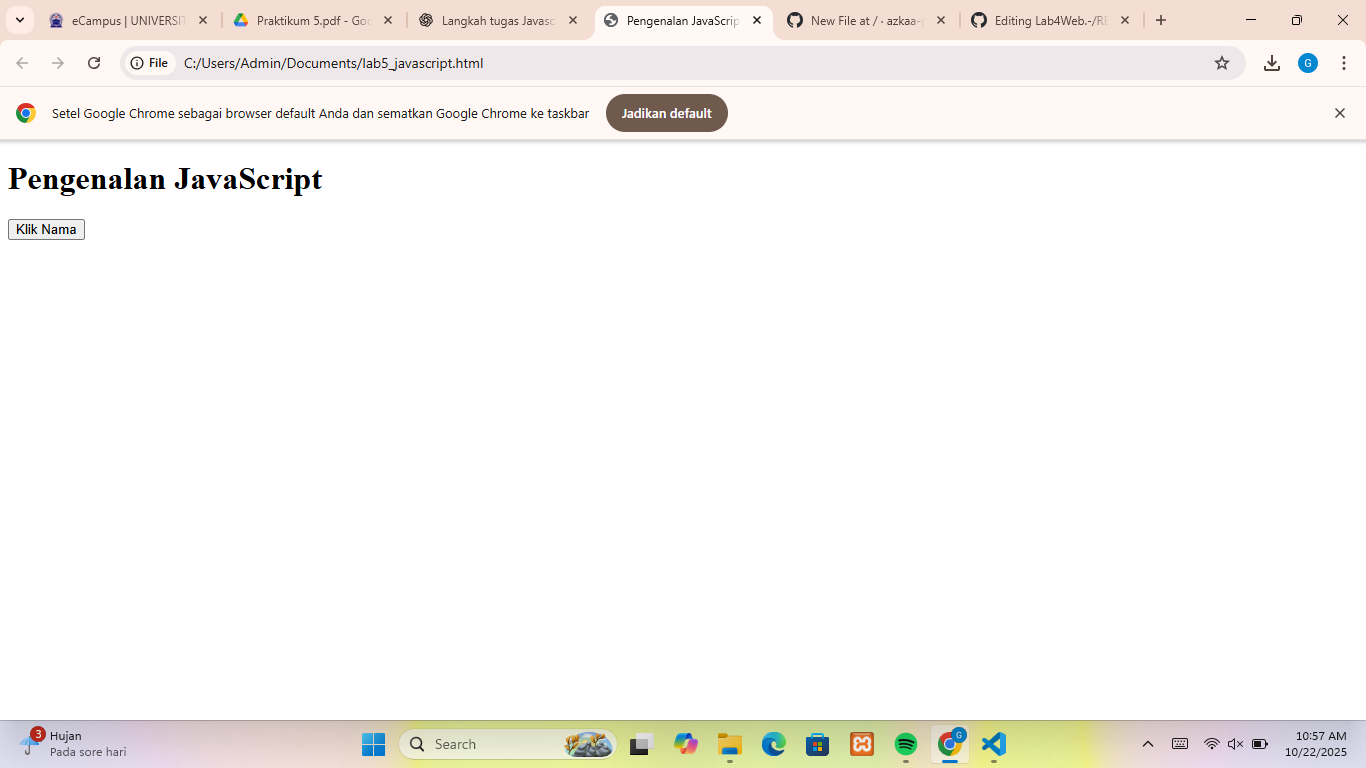 eCampus | UNIVERSIT
Praktikum 5.pdf - Goo
Langkah tugas Javasc
Pengenalan JavaScrip
New File at / · azkaa-
Editing Lab4Web.-/RE
File
C:/Users/Admin/Documents/lab5_javascript.html
G
Setel Google Chrome sebagai browser default Anda dan sematkan Google Chrome ke taskbar
Jadikan default
Pengenalan JavaScript
Klik Nama
3
Hujan
Pada sore hari
Search
G
10:57 AM
10/22/2025